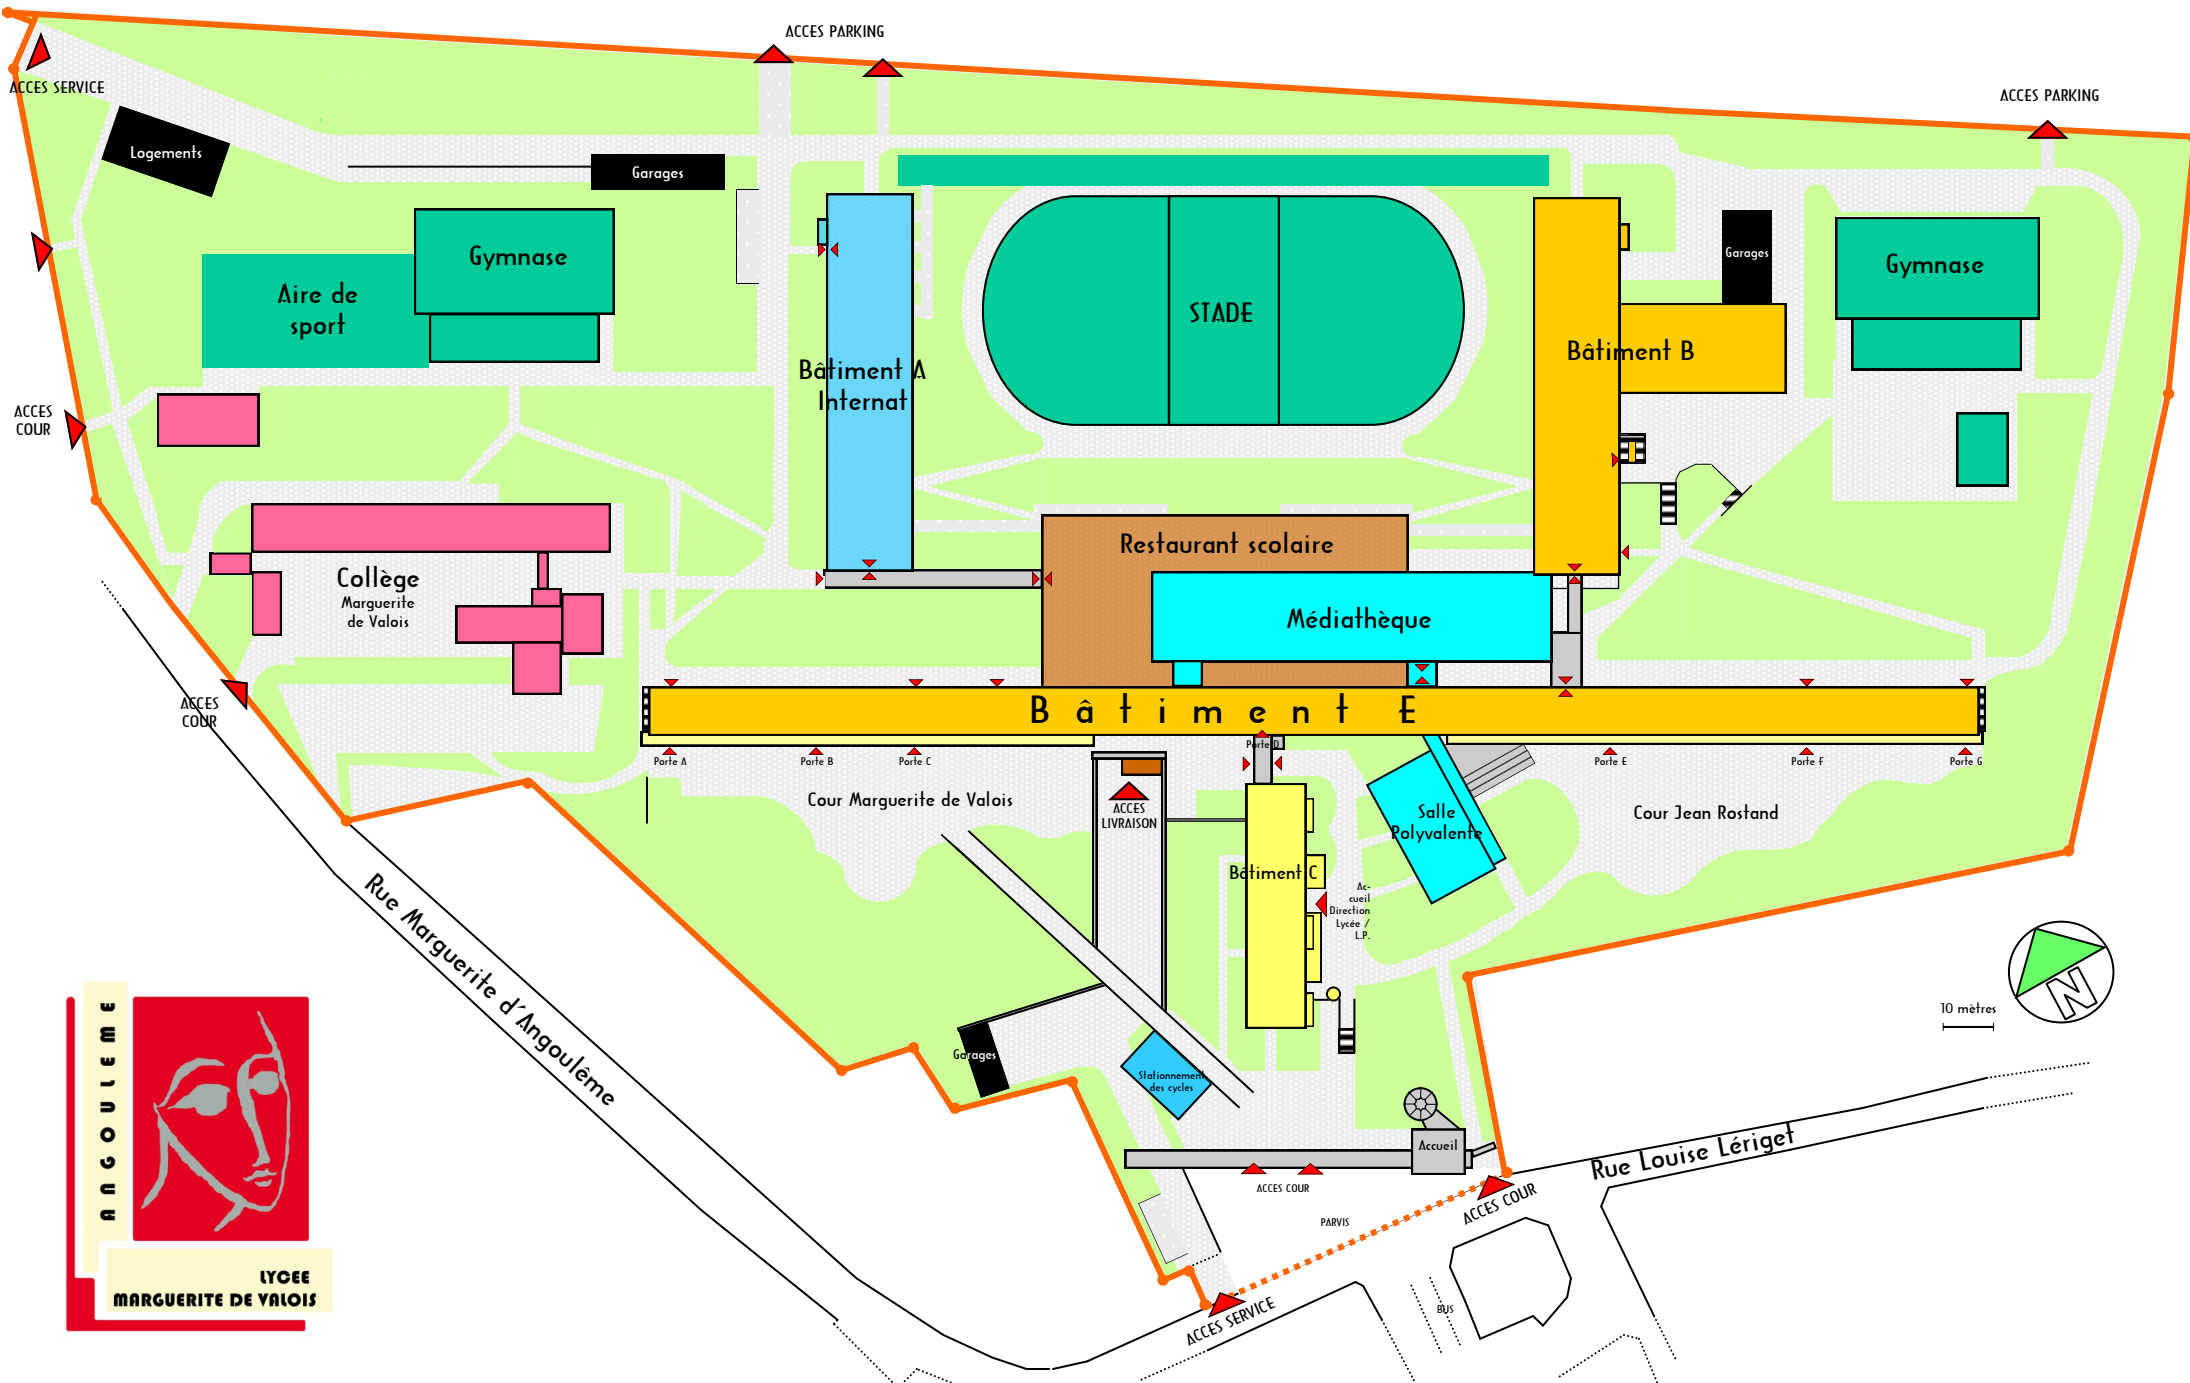 ACCES PARKING
ACCES SERVICE
ACCES PARKING
Logements
Garages
Gymnase
Aire de
sport
STADE
Garages
Gymnase
Bâtiment A
Internat
Bâtiment B
ACCES
COUR
Restaurant scolaire
Collège
Marguerite
de Valois
Médiathèque
ACCES
COUR
Bâtiment E
Porte A
Porte B
Porte C
Porte D
Porte E
Porte F
Porte G
Cour Marguerite de Valois
ACCES
LIVRAISON
Salle
Polyvalente
Cour Jean Rostand
Bâtiment C
Ac-
cueil
Direction
Lycée /
L.P.
Rue Marguerite d'Angoulême
10 mètres
N
Garages
Stationnement
des cycles
Accueil
ACCES COUR
PARVIS
ACCES COUR
Rue Louise Lériget
ACCES SERVICE
BUS
ANGOULEME
LYCEE
MARGUERITE DE VALOIS